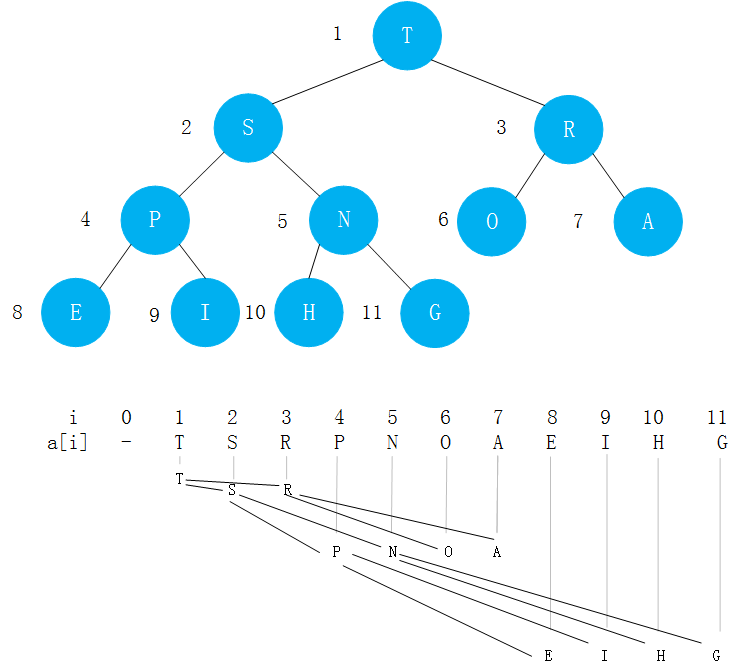 1 T
2 S 3 R
4 P 5 N 6 O 7 A
8 E 9 I 10 H 11 G
i 0 1 2 3 4 5 6 7 8 9 10 11
a[i] - T S R P N O A E I H G
T
S R
P N O A
E I H G